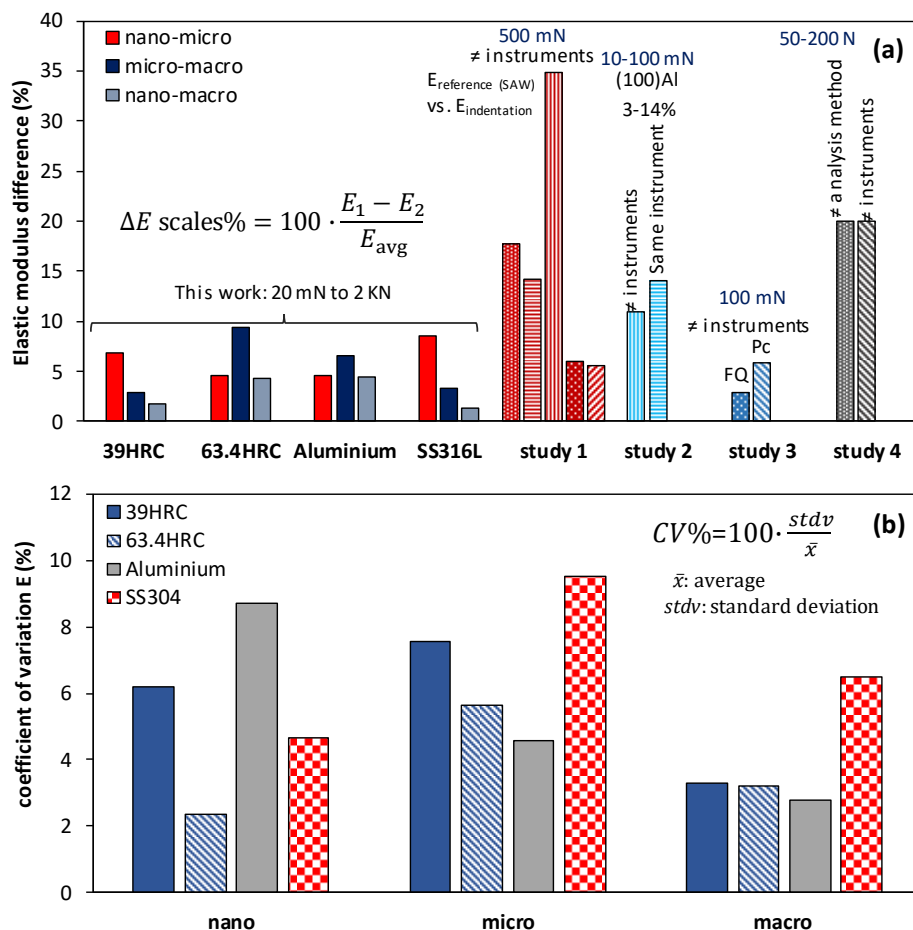 40
35
30
25
20
15
10
5
0
Elastic modulus difference (%)
nano-micro
micro-macro
nano-macro
(a)
500 mN
≠ instruments
E_reference (SAW)
vs. E_indentation
10-100 mN
(100)Al
3-14%
50-200 N
≠ instruments
Same instrument
100 mN
≠ instruments
FQ
Pc
≠ analysis method
≠ instruments
ΔE scales% = 100 · (E₁ − E₂) / E_avg
This work: 20 mN to 2 KN
39HRC 63.4HRC Aluminium SS316L study 1 study 2 study 3 study 4
12
10
8
6
4
2
0
coefficient of variation E (%)
39HRC
63.4HRC
Aluminium
SS304
(b)
CV%=100· stdv / x̄
x̄: average
stdv: standard deviation
nano micro macro